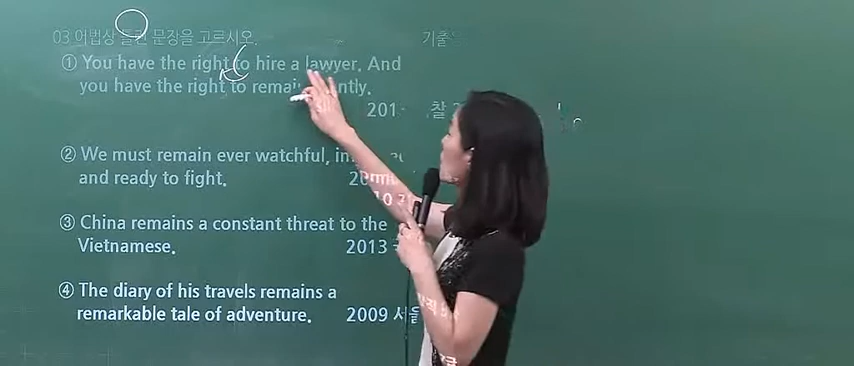 03 어법상 틀린 문장을 고르시오. 기출
① You have the right to hire a lawyer. And
you have the right to
201
② We must remain ever watchful,
and ready to fight.
③ China remains a constant threat to the
Vietnamese. 2013
④ The diary of his travels remains a
remarkable tale of adventure. 2009 서울